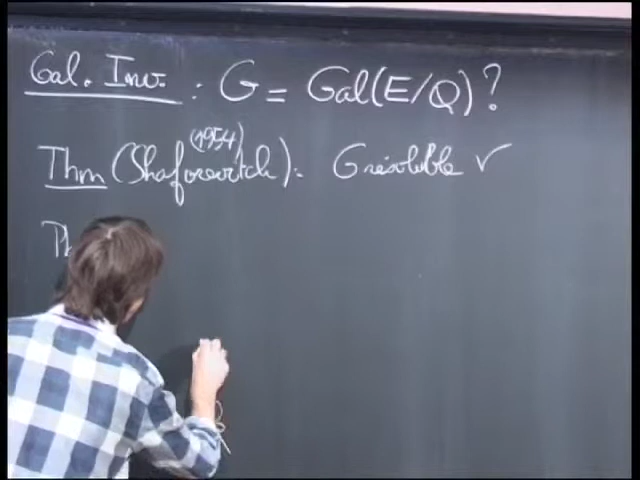 Gal. Inv. : G = Gal(E/Q)?
(1954)
Thm (Shafarevitch): G résoluble ✓
Th